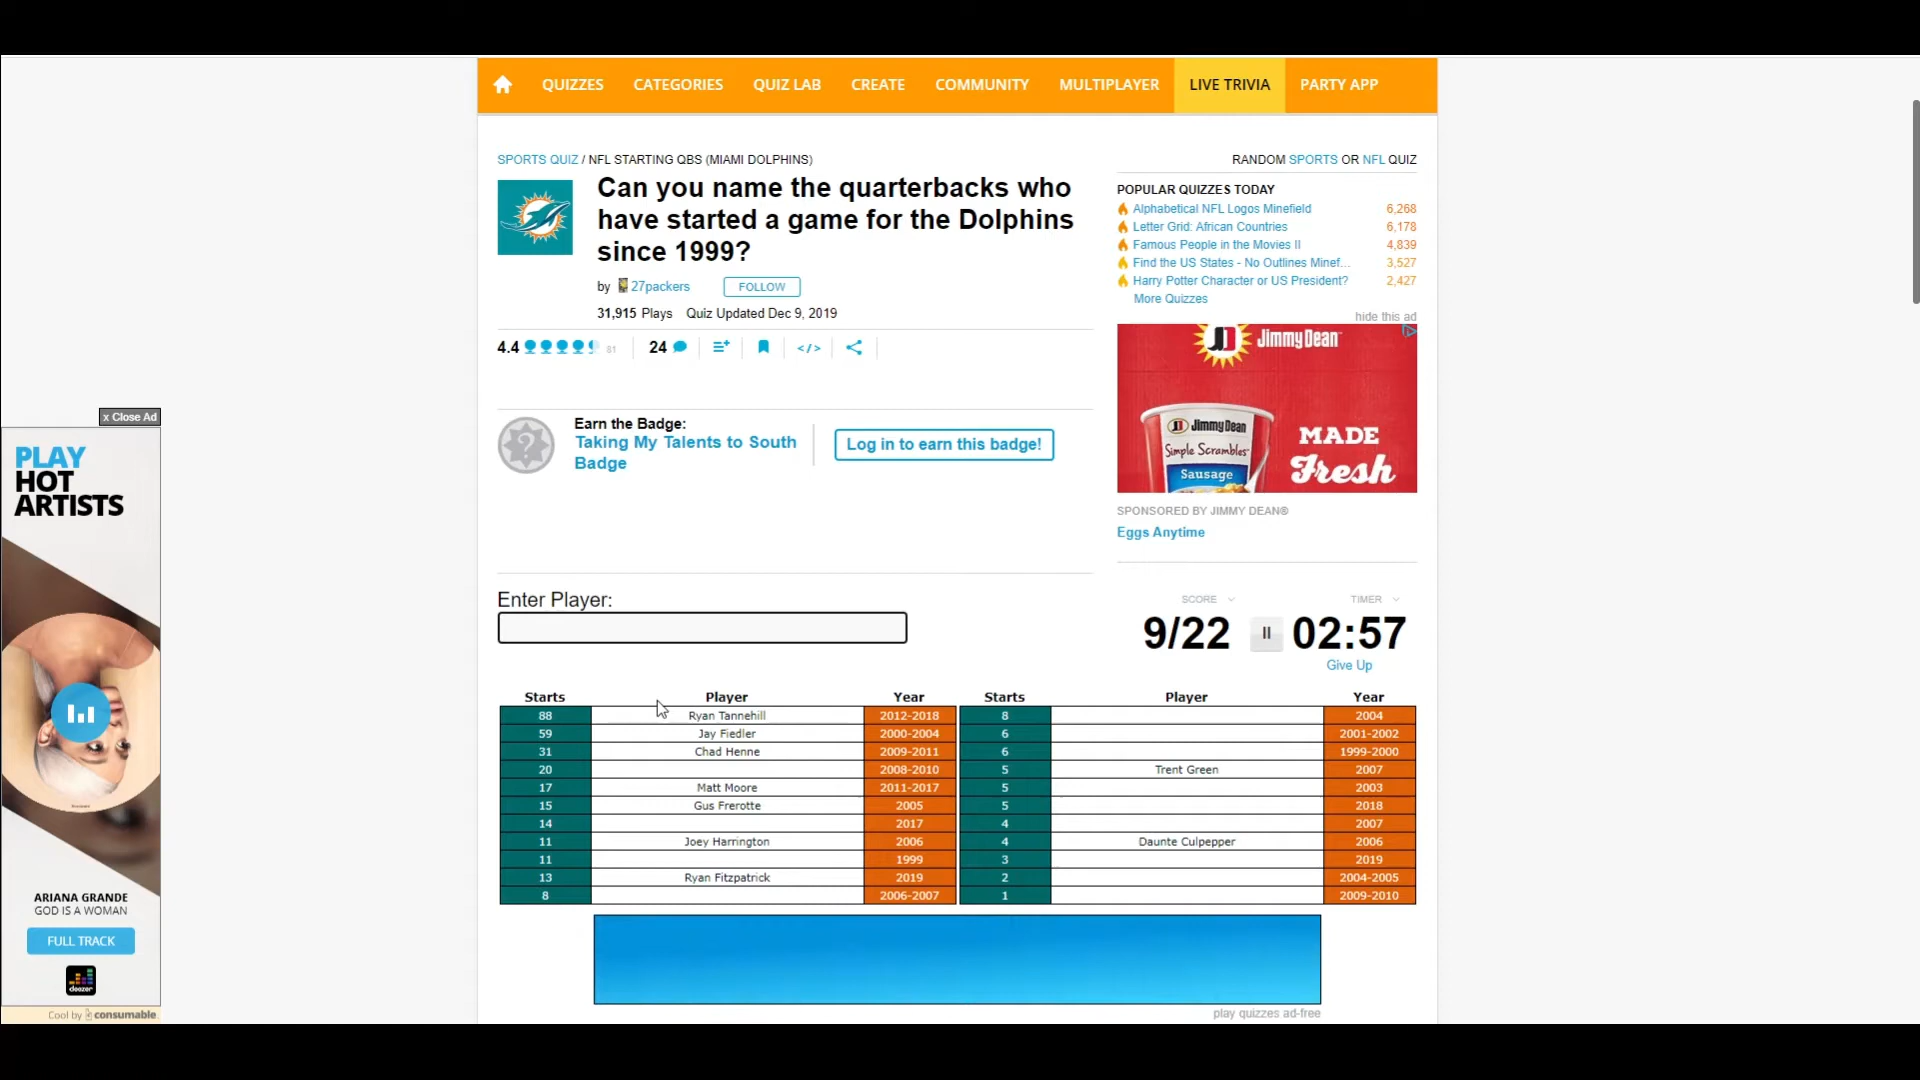 QUIZZES CATEGORIES QUIZ LAB CREATE COMMUNITY MULTIPLAYER LIVE TRIVIA PARTY APP
SPORTS QUIZ / NFL STARTING QBS (MIAMI DOLPHINS)
Can you name the quarterbacks who
have started a game for the Dolphins
since 1999?
by 27packers FOLLOW
31,915 Plays Quiz Updated Dec 9, 2019
4.4 81 24 </>
RANDOM SPORTS OR NFL QUIZ
POPULAR QUIZZES TODAY
Alphabetical NFL Logos Minefield 6,268
Letter Grid: African Countries 6,178
Famous People in the Movies II 4,839
Find the US States - No Outlines Minef... 3,527
Harry Potter Character or US President? 2,427
More Quizzes
hide this ad
Jimmy Dean
Jimmy Dean
Simple Scrambles
Sausage
MADE
Fresh
SPONSORED BY JIMMY DEAN®
Eggs Anytime
Earn the Badge:
Taking My Talents to South
Badge
Log in to earn this badge!
x Close Ad
PLAY
HOT
ARTISTS
ARIANA GRANDE
GOD IS A WOMAN
FULL TRACK
deezer
Cool by consumable
Enter Player:
SCORE TIMER
9/22 02:57
Give Up
Starts Player Year Starts Player Year
88 Ryan Tannehill 2012-2018 8 2004
59 Jay Fiedler 2000-2004 6 2001-2002
31 Chad Henne 2009-2011 6 1999-2000
20 2008-2010 5 Trent Green 2007
17 Matt Moore 2011-2017 5 2003
15 Gus Frerotte 2005 5 2018
14 2017 4 2007
11 Joey Harrington 2006 4 Daunte Culpepper 2006
11 1999 3 2019
13 Ryan Fitzpatrick 2019 2 2004-2005
8 2006-2007 1 2009-2010
play quizzes ad-free